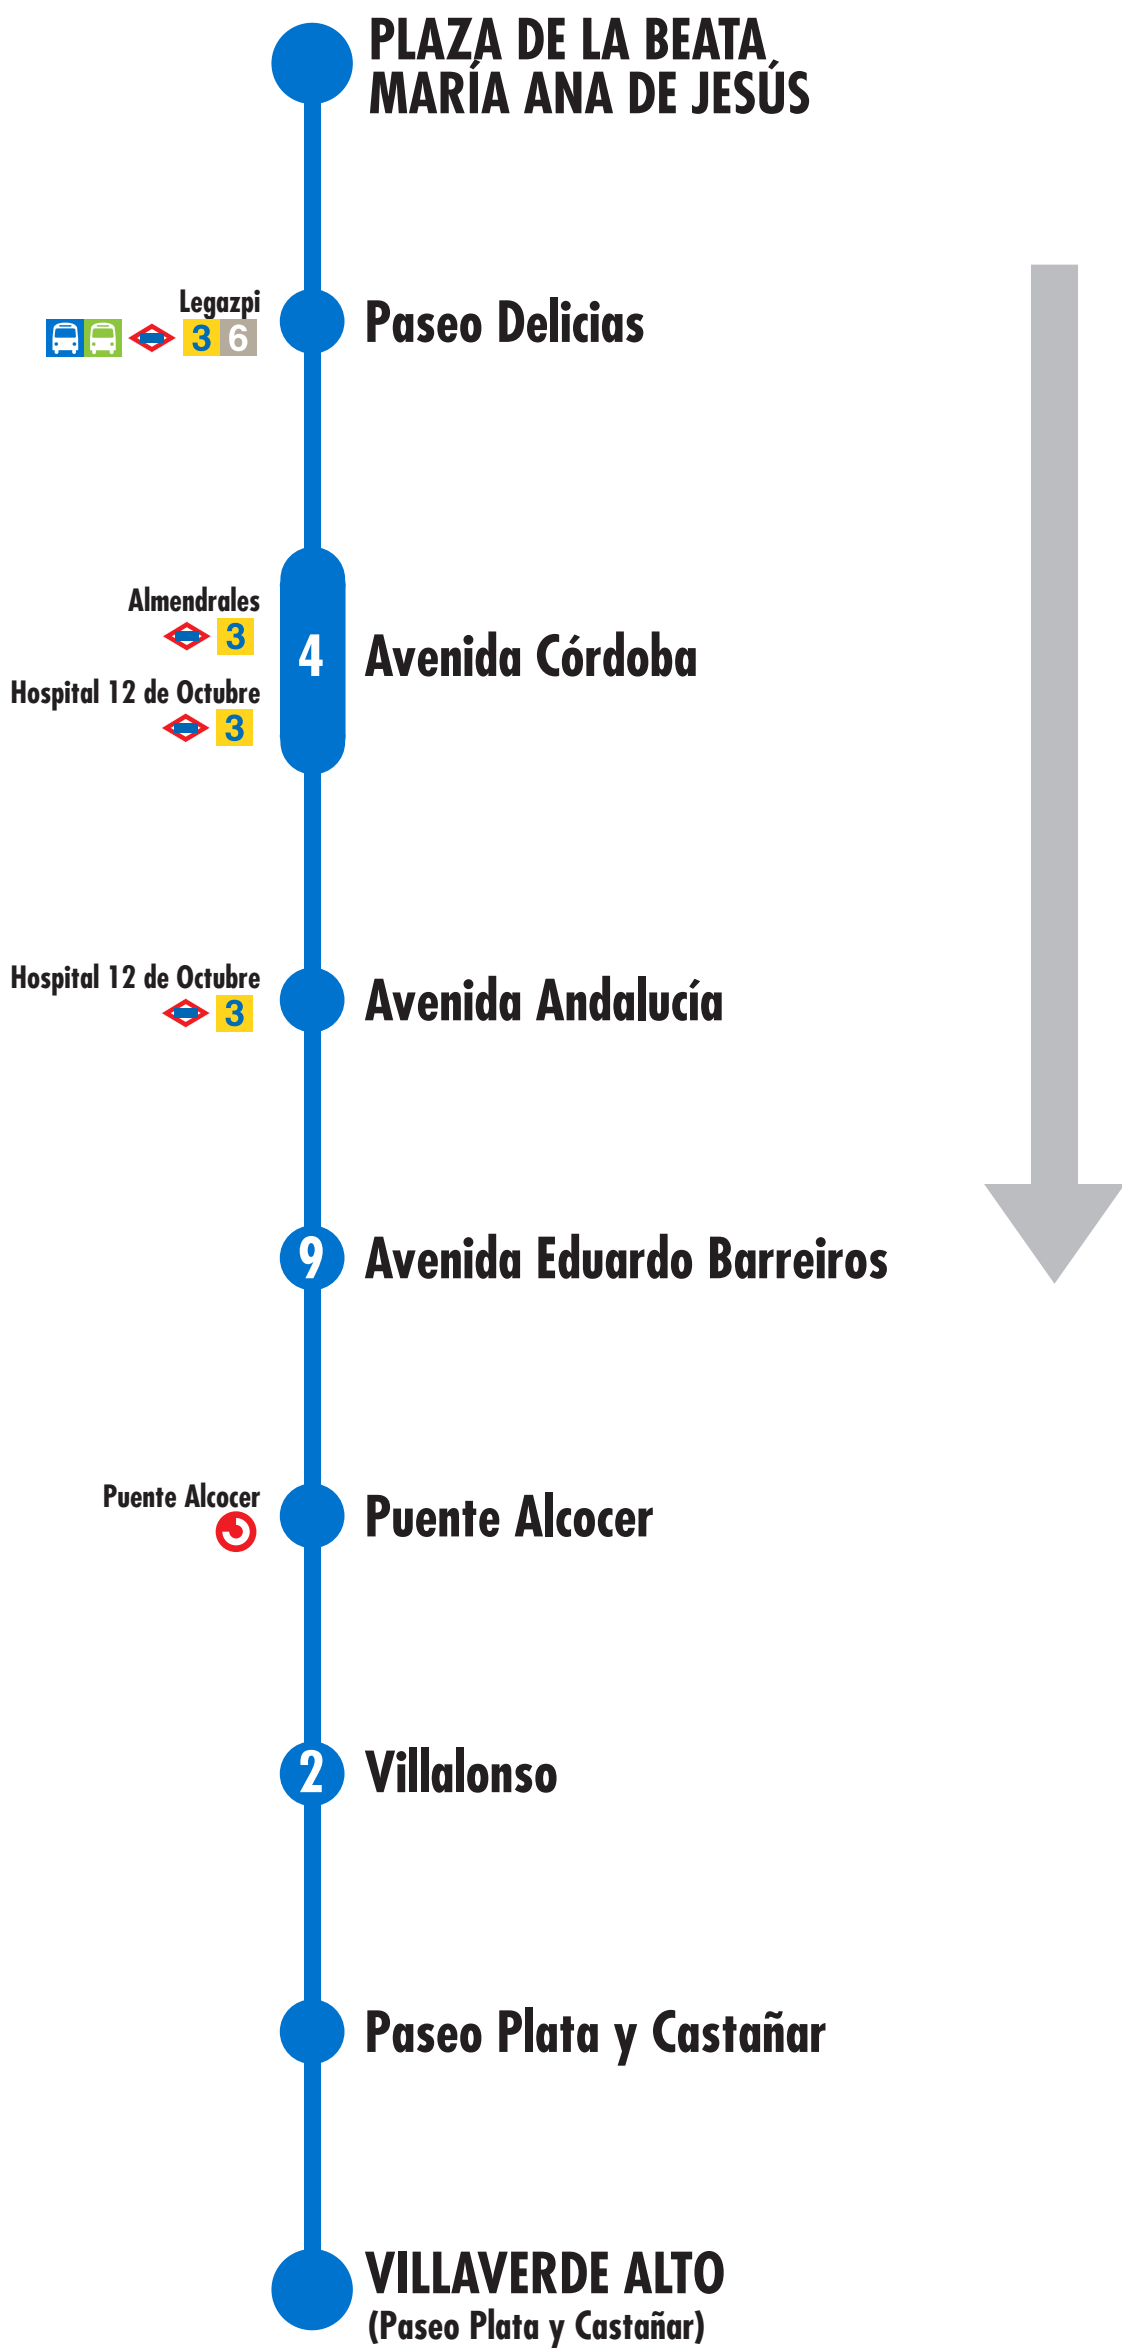 PLAZA DE LA BEATA
MARÍA ANA DE JESÚS
Legazpi
3 6
Paseo Delicias
Almendrales
3
Hospital 12 de Octubre
3
4
Avenida Córdoba
Hospital 12 de Octubre
3
Avenida Andalucía
9
Avenida Eduardo Barreiros
Puente Alcocer
Puente Alcocer
2
Villalonso
Paseo Plata y Castañar
VILLAVERDE ALTO
(Paseo Plata y Castañar)